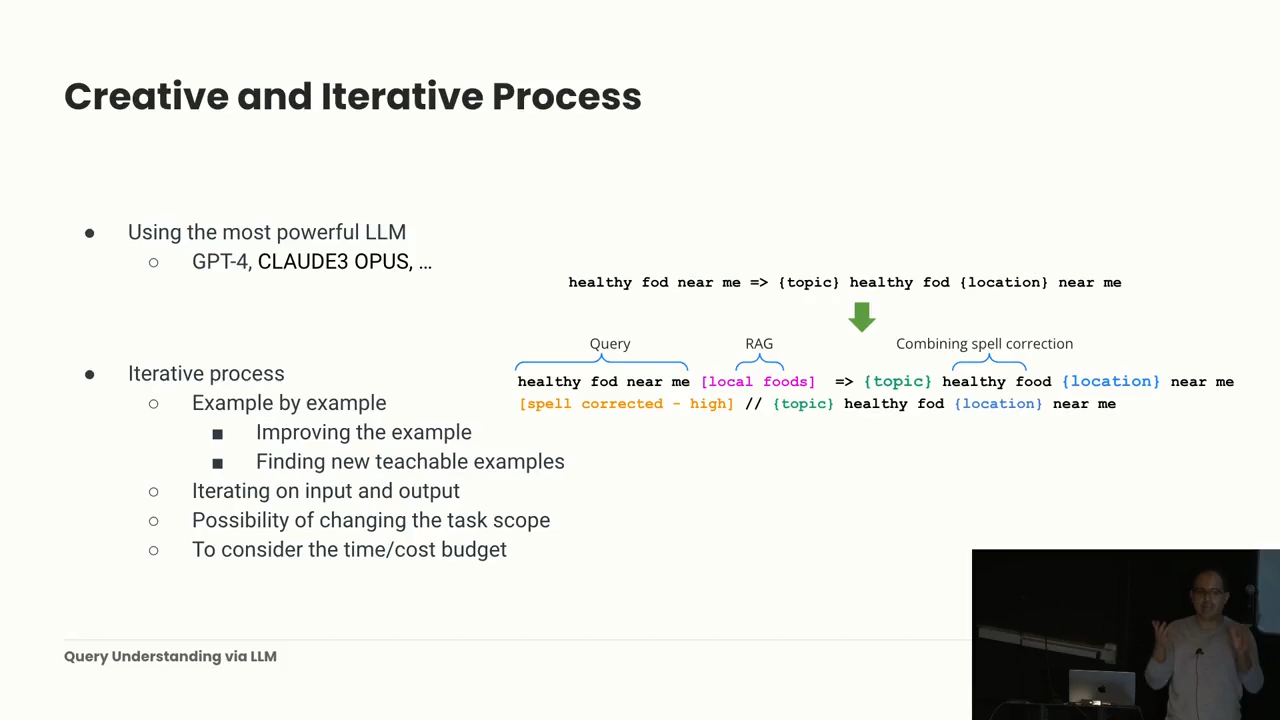 Creative and Iterative Process
● Using the most powerful LLM
○ GPT-4, CLAUDE3 OPUS, ...
● Iterative process
○ Example by example
■ Improving the example
■ Finding new teachable examples
○ Iterating on input and output
○ Possibility of changing the task scope
○ To consider the time/cost budget
healthy fod near me => {topic} healthy fod {location} near me
Query RAG Combining spell correction
healthy fod near me [local foods] => {topic} healthy food {location} near me
[spell corrected - high] // {topic} healthy fod {location} near me
Query Understanding via LLM